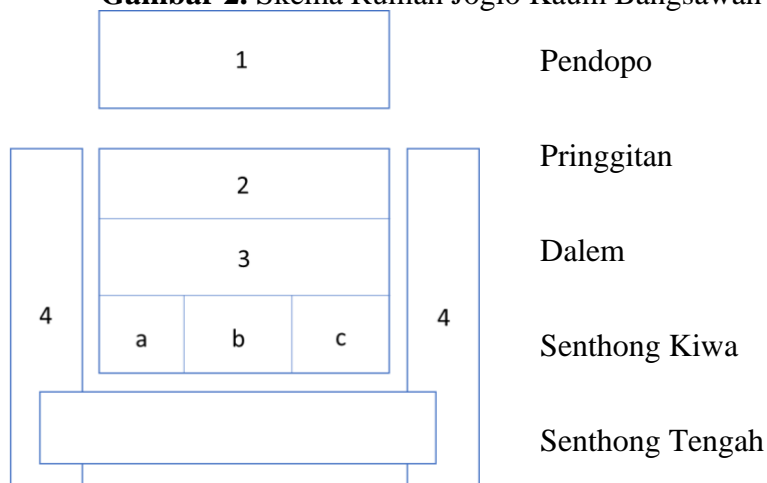 Gambar 2. Skema Rumah Joglo Kaum Bangsawan
1
Pendopo
Pringgitan
2
3
Dalem
4
4
a
b
c
Senthong Kiwa
Senthong Tengah